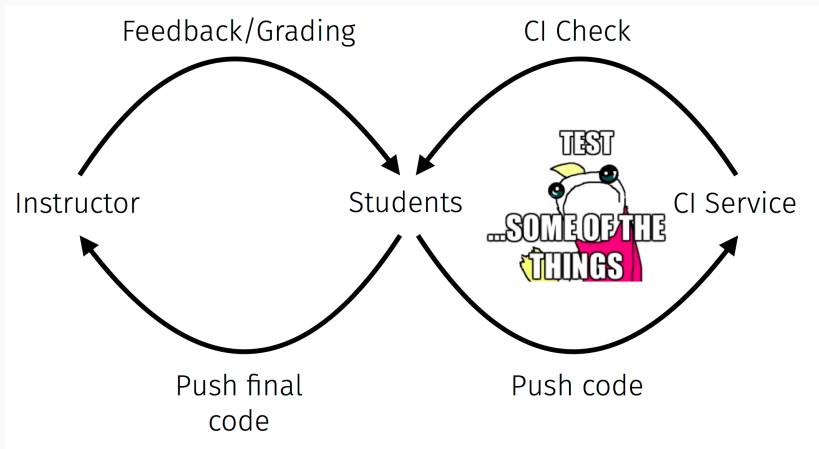 Feedback/Grading
CI Check
TEST
Instructor
Students
CI Service
...SOME OF THE
THINGS
Push final
code
Push code